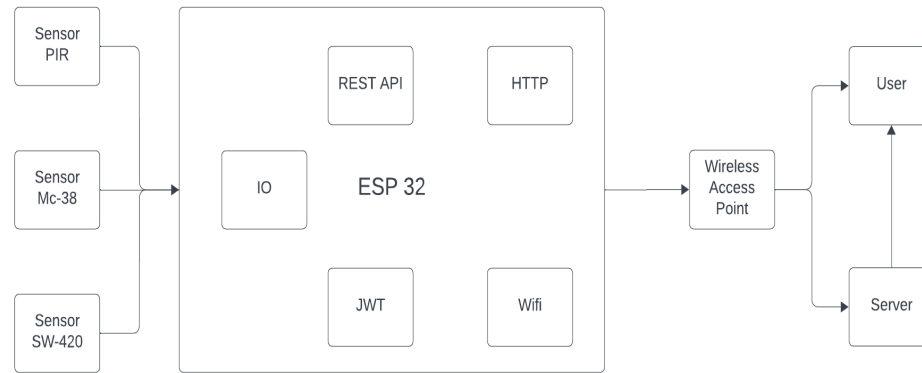 Sensor
PIR
Sensor
Mc-38
Sensor
SW-420
REST API
HTTP
IO
ESP 32
JWT
Wifi
Wireless
Access
Point
User
Server